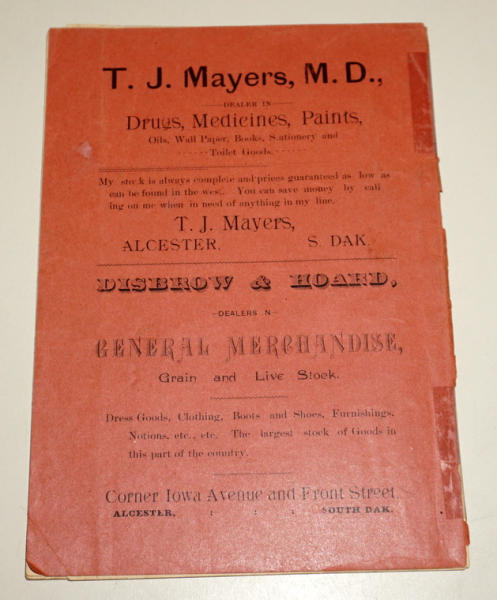 T. J. Mayers, M.D.,
DEALER IN
Drugs, Medicines, Paints,
Oils, Wall Paper, Books, Stationery and
Toilet Goods.
My stock is always complete and prices guaranteed as low as
can be found in the west. You can save money by call
ing on me when in need of anything in my line.
T. J. Mayers,
ALCESTER, S. DAK.
DISBROW & HOARD,
-DEALERS N-
GENERAL MERCHANDISE,
Grain and Live Stock.
Dress Goods, Clothing, Boots and Shoes, Furnishings,
Notions, etc., etc. The largest stock of Goods in
this part of the country.
Corner Iowa Avenue and Front Street
ALCESTER, : : : SOUTH DAK.